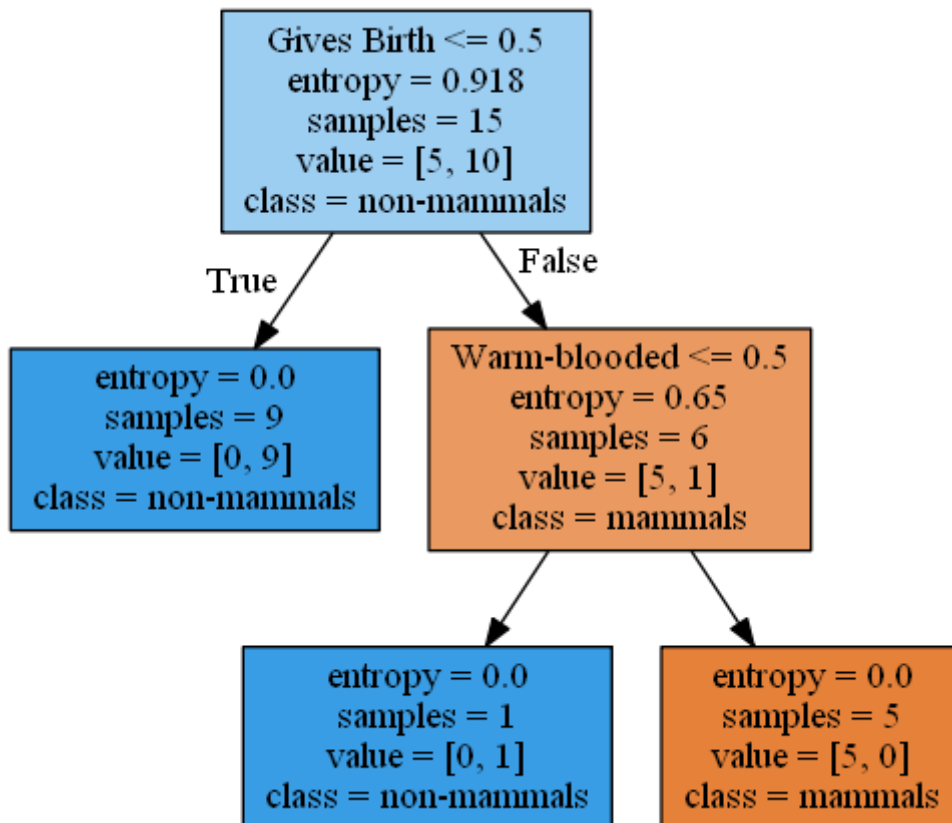 Gives Birth <= 0.5
entropy = 0.918
samples = 15
value = [5, 10]
class = non-mammals
True
False
entropy = 0.0
samples = 9
value = [0, 9]
class = non-mammals
Warm-blooded <= 0.5
entropy = 0.65
samples = 6
value = [5, 1]
class = mammals
entropy = 0.0
samples = 1
value = [0, 1]
class = non-mammals
entropy = 0.0
samples = 5
value = [5, 0]
class = mammals